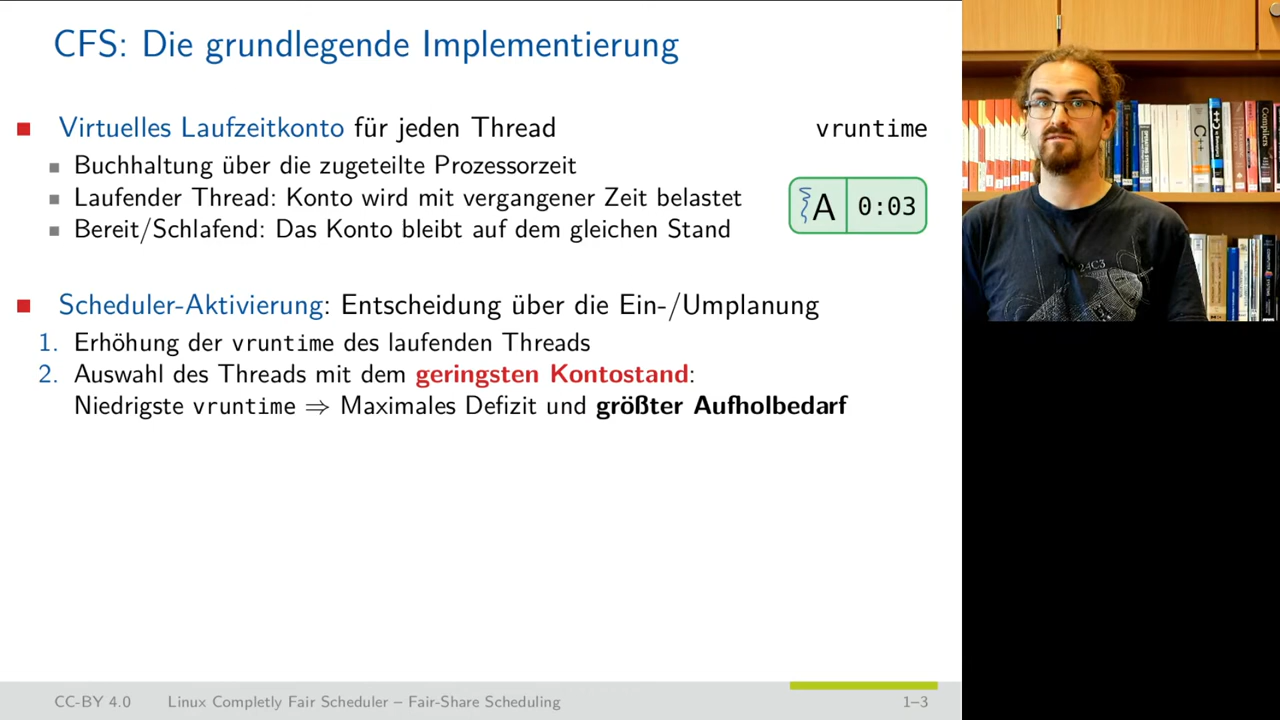 CFS: Die grundlegende Implementierung
Virtuelles Laufzeitkonto für jeden Thread
vruntime
Buchhaltung über die zugeteilte Prozessorzeit
Laufender Thread: Konto wird mit vergangener Zeit belastet
Bereit/Schlafend: Das Konto bleibt auf dem gleichen Stand
A 0:03
Scheduler-Aktivierung: Entscheidung über die Ein-/Umplanung
1. Erhöhung der vruntime des laufenden Threads
2. Auswahl des Threads mit dem geringsten Kontostand:
Niedrigste vruntime ⇒ Maximales Defizit und größter Aufholbedarf
CC-BY 4.0 Linux Completly Fair Scheduler – Fair-Share Scheduling 1–3
24C3
C++
C++
Compilers